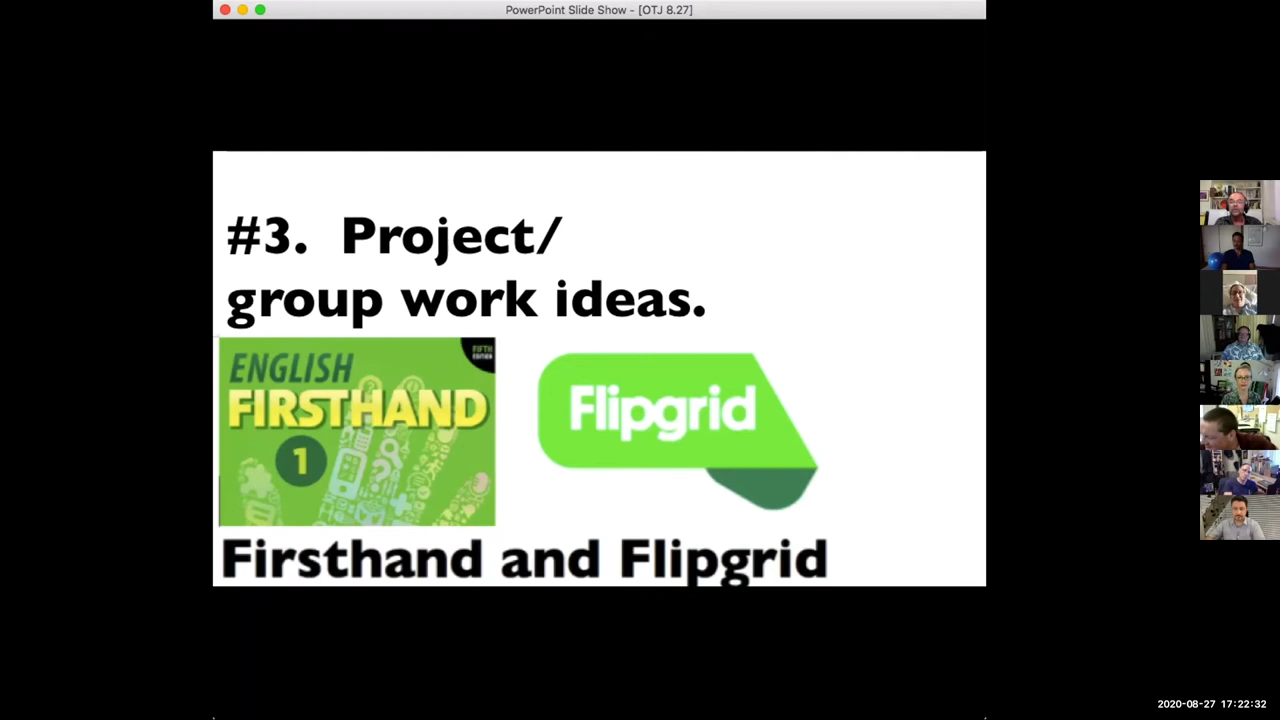 PowerPoint Slide Show - [OTJ 8.27]
#3. Project/
group work ideas.
FIFTH
EDITION
ENGLISH
FIRSTHAND
1
Flipgrid
Firsthand and Flipgrid
2020-08-27 17:22:32